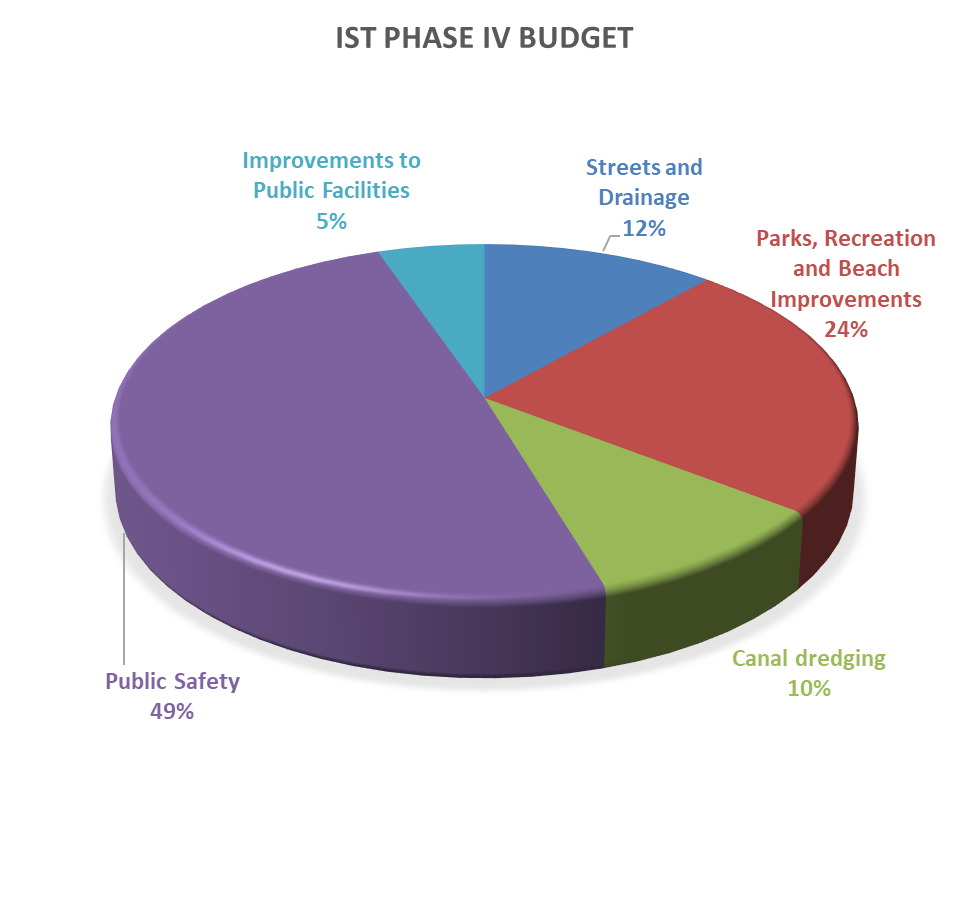 IST PHASE IV BUDGET
Improvements to
Public Facilities
5%
Streets and
Drainage
12%
Parks, Recreation
and Beach
Improvements
24%
Canal dredging
10%
Public Safety
49%